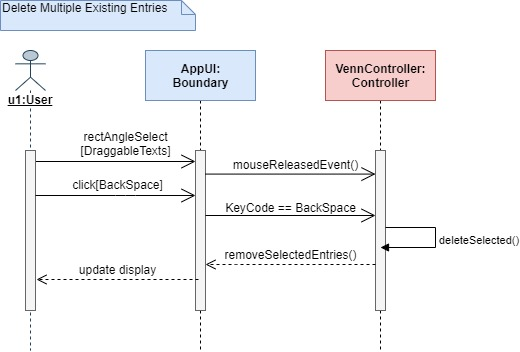 Delete Multiple Existing Entries
u1:User
AppUI:
Boundary
VennController:
Controller
rectAngleSelect
[DraggableTexts]
mouseReleasedEvent()
click[BackSpace]
KeyCode == BackSpace
deleteSelected()
removeSelectedEntries()
update display